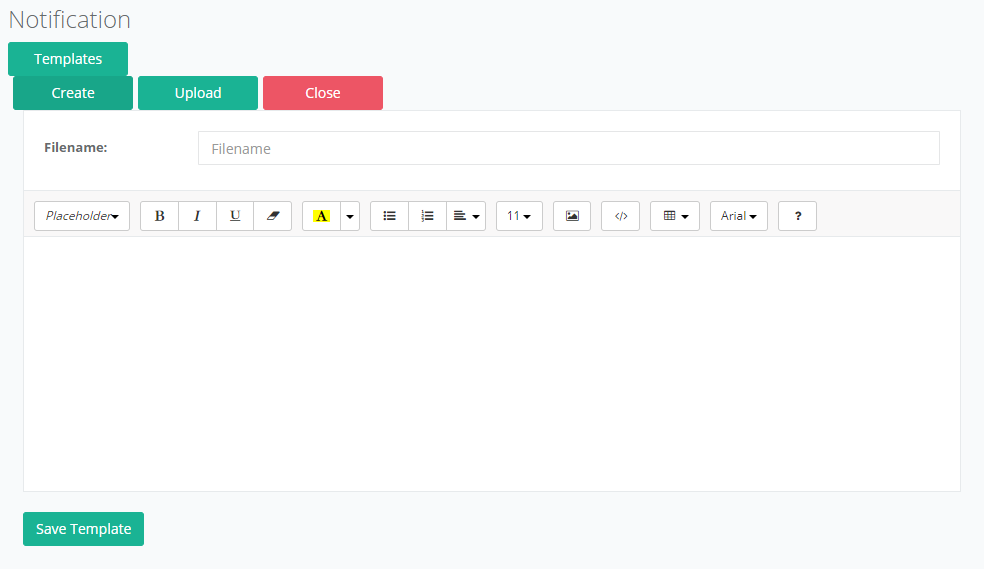 Notification
Templates
Create Upload Close
Filename: Filename
Placeholder B I U A 11 </> Arial ?
Save Template